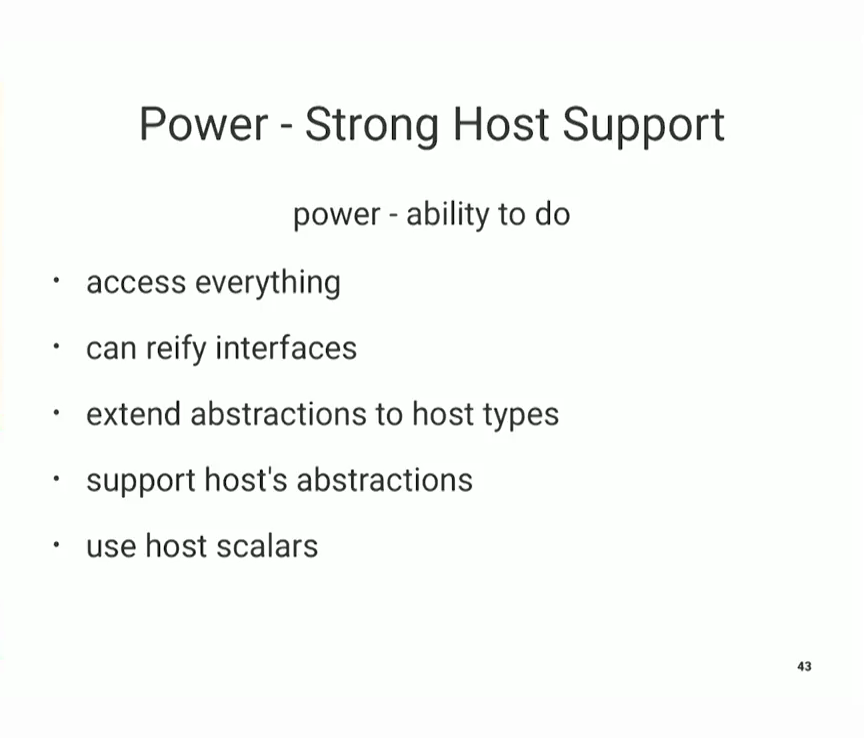 Power - Strong Host Support
power - ability to do
• access everything
• can reify interfaces
• extend abstractions to host types
• support host's abstractions
• use host scalars
43